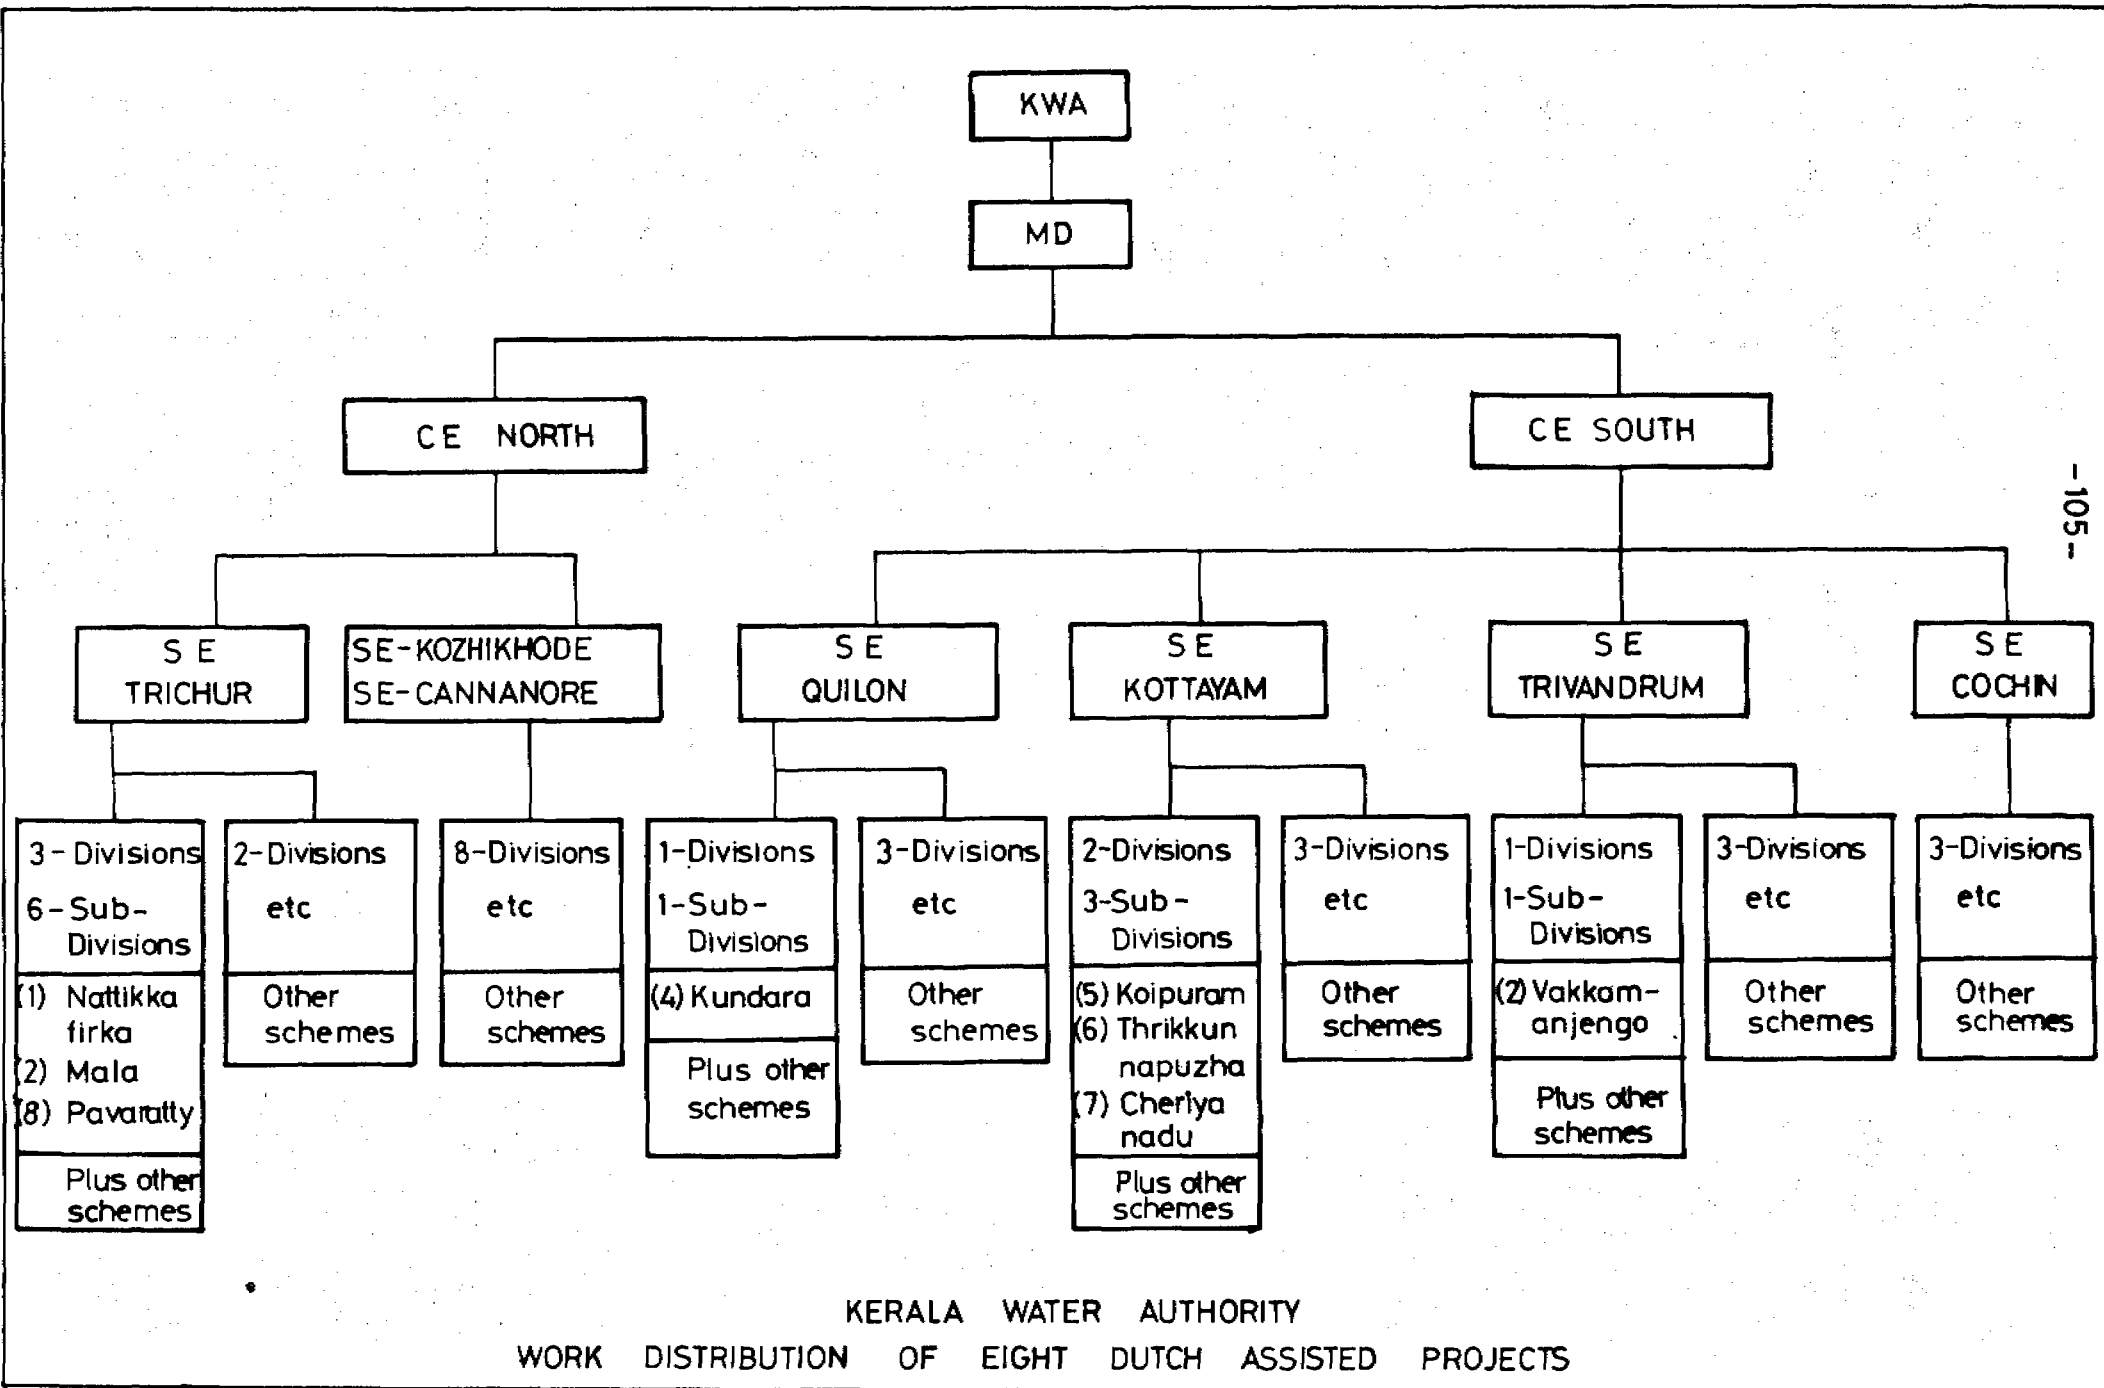 KWA
MD
CE NORTH
CE SOUTH
-105-
SE
TRICHUR
SE-KOZHIKHODE
SE-CANNANORE
SE
QUILON
SE
KOTTAYAM
SE
TRIVANDRUM
SE
COCHIN
3-Divisions
6-Sub-
Divisions
(1) Nattikka
firka
(2) Mala
(8) Pavaratty
Plus other
schemes
2-Divisions
etc
Other
schemes
8-Divisions
etc
Other
schemes
1-Divisions
1-Sub-
Divisions
(4) Kundara
Plus other
schemes
3-Divisions
etc
Other
schemes
2-Divisions
3-Sub-
Divisions
(5) Koipuram
(6) Thrikkun
napuzha
(7) Cheriya
nadu
Plus other
schemes
3-Divisions
etc
Other
schemes
1-Divisions
1-Sub-
Divisions
(2) Vakkam-
anjengo
Plus other
schemes
3-Divisions
etc
Other
schemes
3-Divisions
etc
Other
schemes
KERALA WATER AUTHORITY
WORK DISTRIBUTION OF EIGHT DUTCH ASSISTED PROJECTS